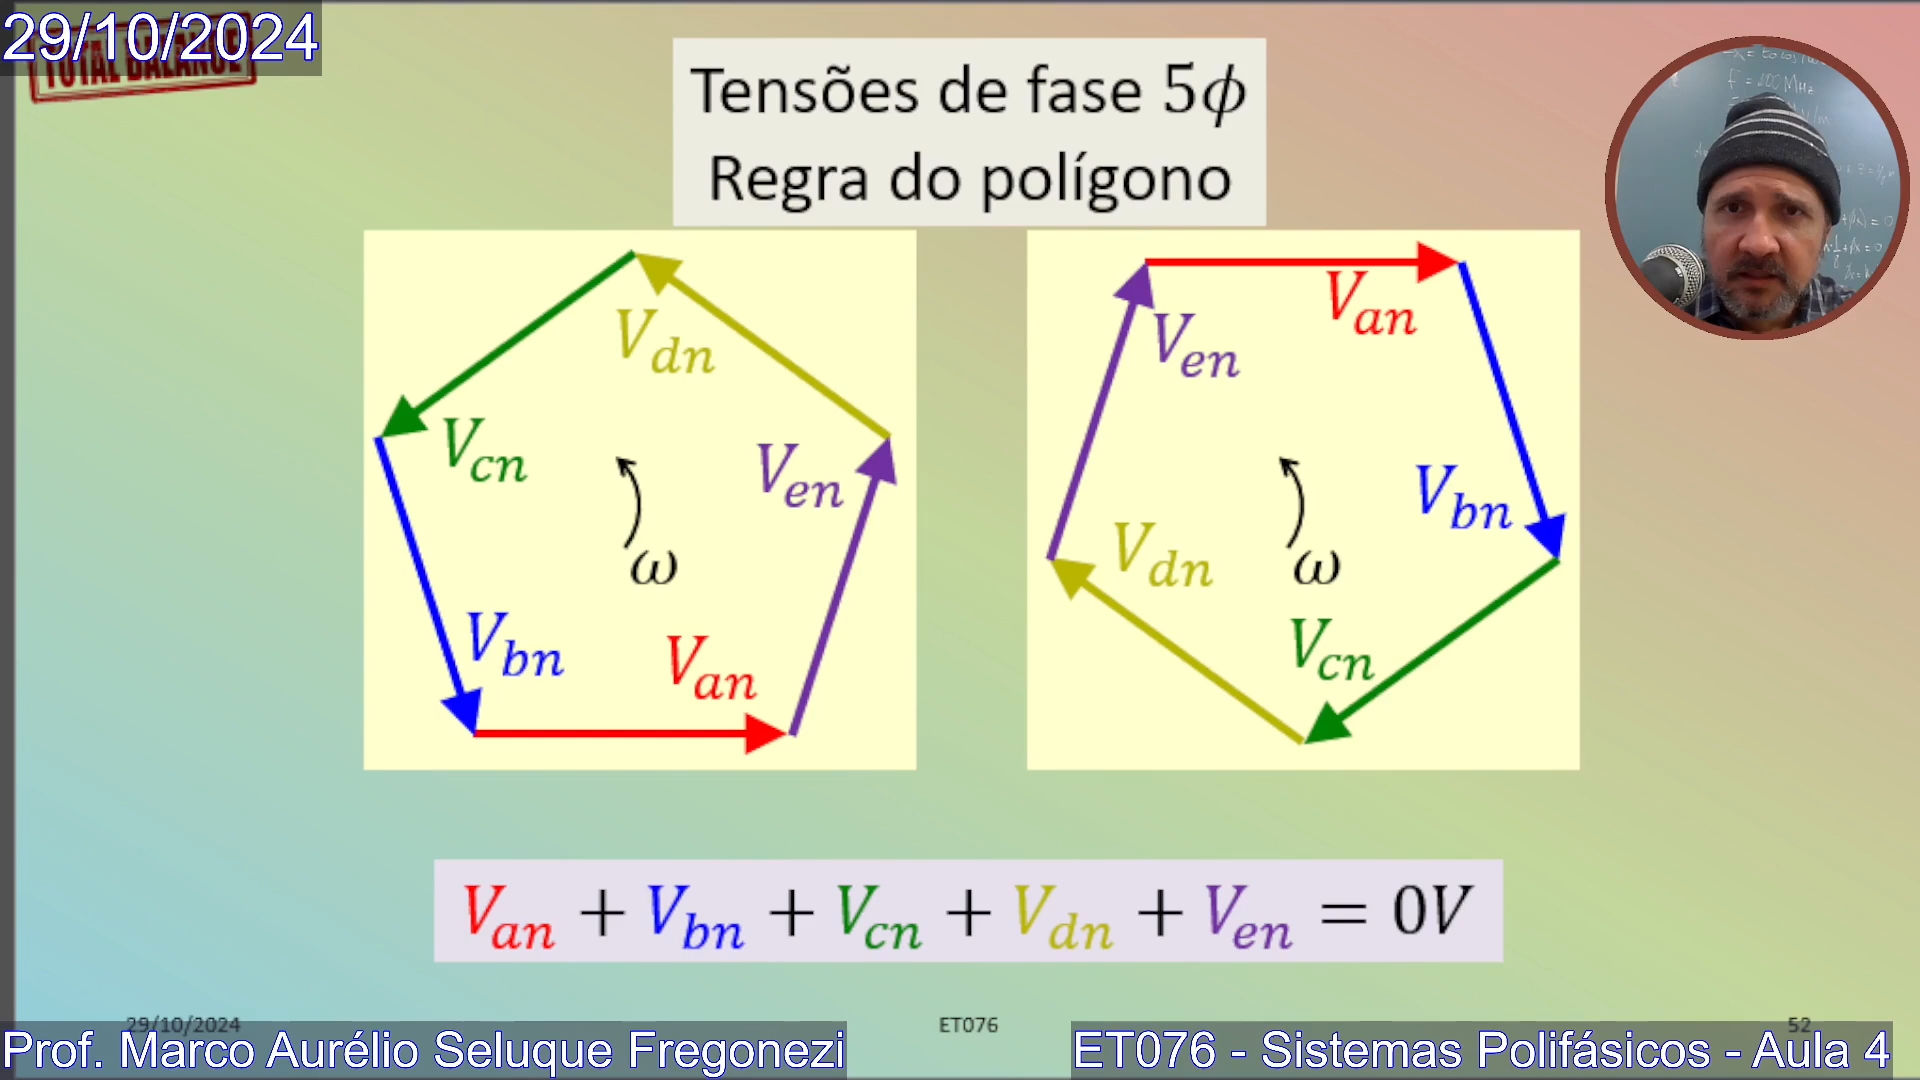 29/10/2024
TOTAL BALANCE
Tensões de fase 5ϕ
Regra do polígono
V_dn
V_cn
V_en
ω
V_bn
V_an
V_an
V_en
V_bn
V_dn
ω
V_cn
V_an + V_bn + V_cn + V_dn + V_en = 0V
29/10/2024
ET076
52
Prof. Marco Aurélio Seluque Fregonezi
ET076 - Sistemas Polifásicos - Aula 4